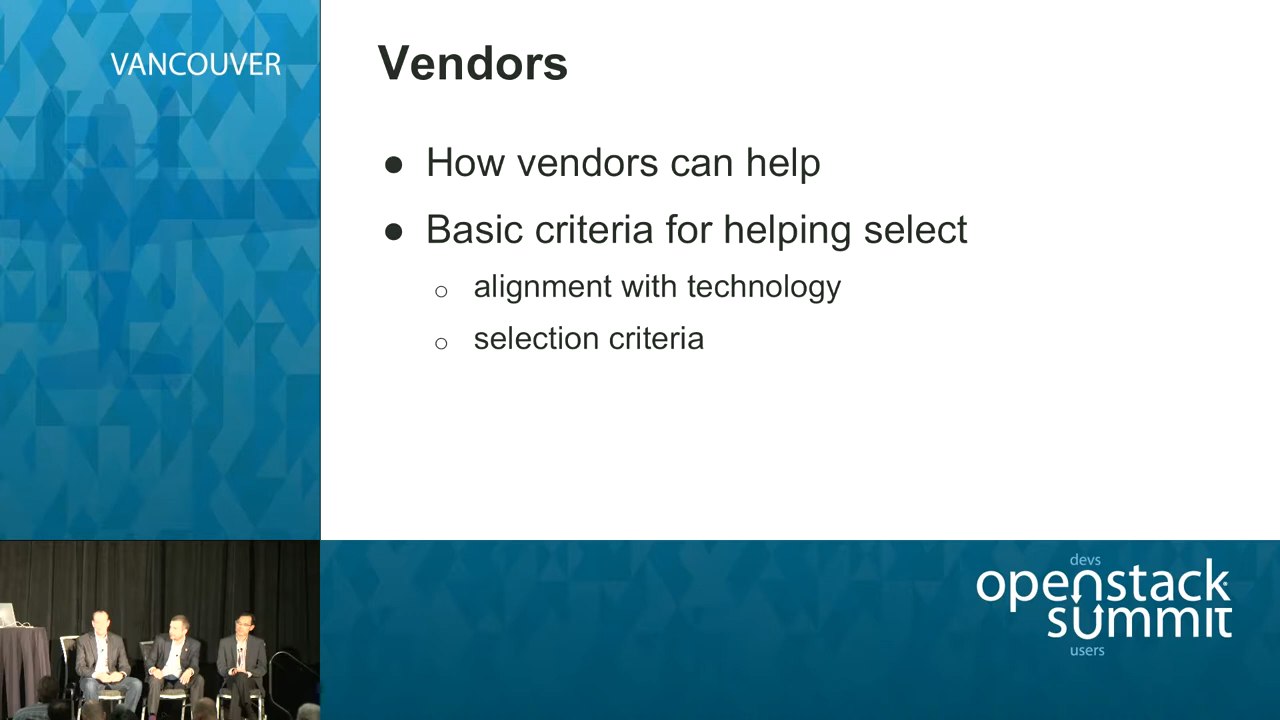 VANCOUVER
Vendors
● How vendors can help
● Basic criteria for helping select
○ alignment with technology
○ selection criteria
devs
openstack
summit
users